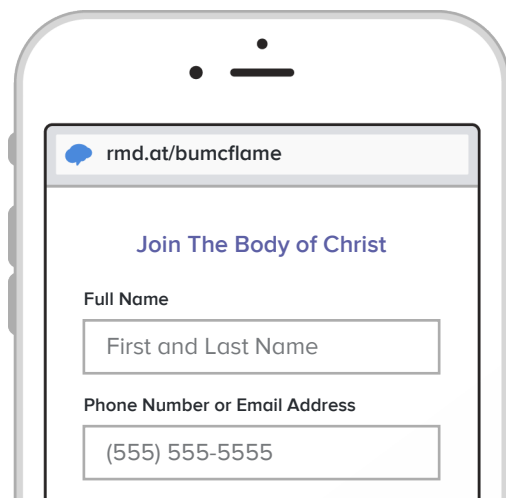 rmd.at/bumcflame
Join The Body of Christ
Full Name
First and Last Name
Phone Number or Email Address
(555) 555-5555